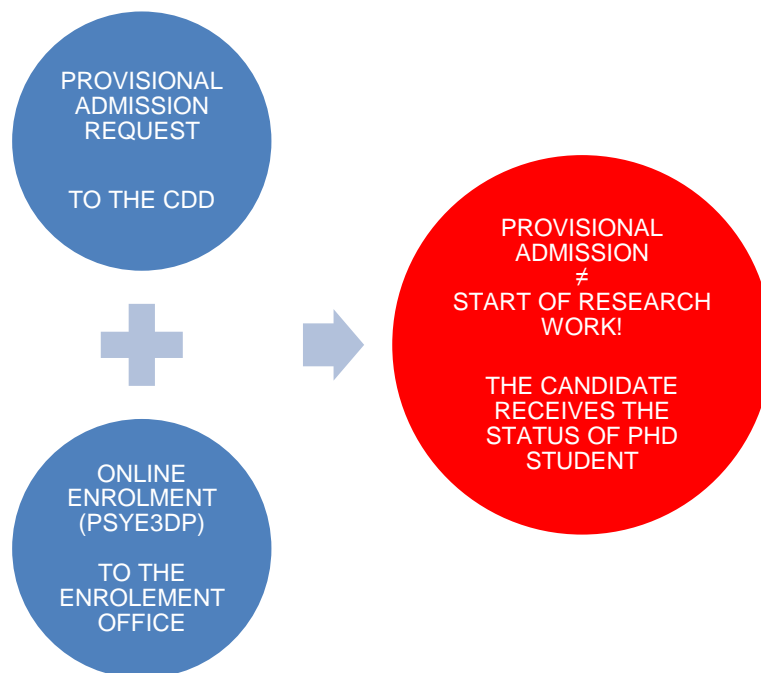 PROVISIONAL
ADMISSION
REQUEST
TO THE CDD
ONLINE
ENROLMENT
(PSYE3DP)
TO THE
ENROLEMENT
OFFICE
PROVISIONAL
ADMISSION
≠
START OF RESEARCH
WORK!
THE CANDIDATE
RECEIVES THE
STATUS OF PHD
STUDENT